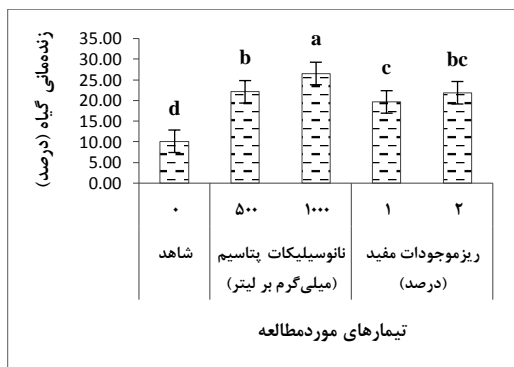 زنده‌مانی گیاه (درصد)
35.00
30.00
25.00
20.00
15.00
10.00
5.00
0.00
d
b
a
c
bc
۰
۵۰۰
۱۰۰۰
۱
۲
شاهد
نانوسیلیکات پتاسیم
(میلی‌گرم بر لیتر)
ریزموجودات مفید
(درصد)
تیمارهای موردمطالعه